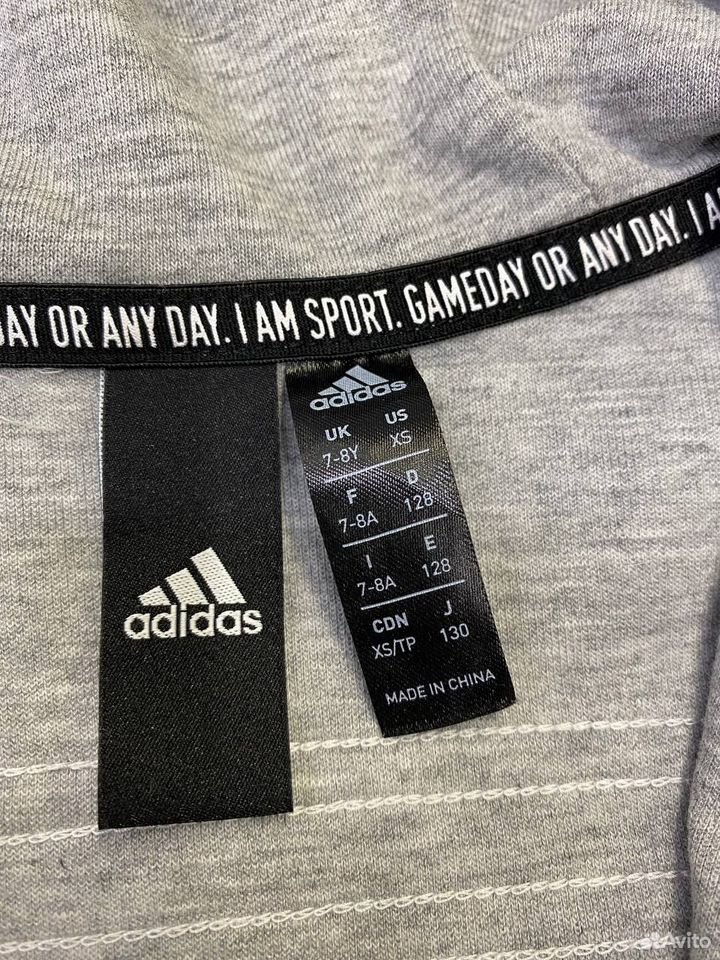 DAY OR ANY DAY. I AM SPORT. GAMEDAY OR ANY DAY. I A
adidas
UK US
7-8Y XS
F D
7-8A 128
I E
7-8A 128
CDN J
XS/TP 130
MADE IN CHINA
adidas
Avito